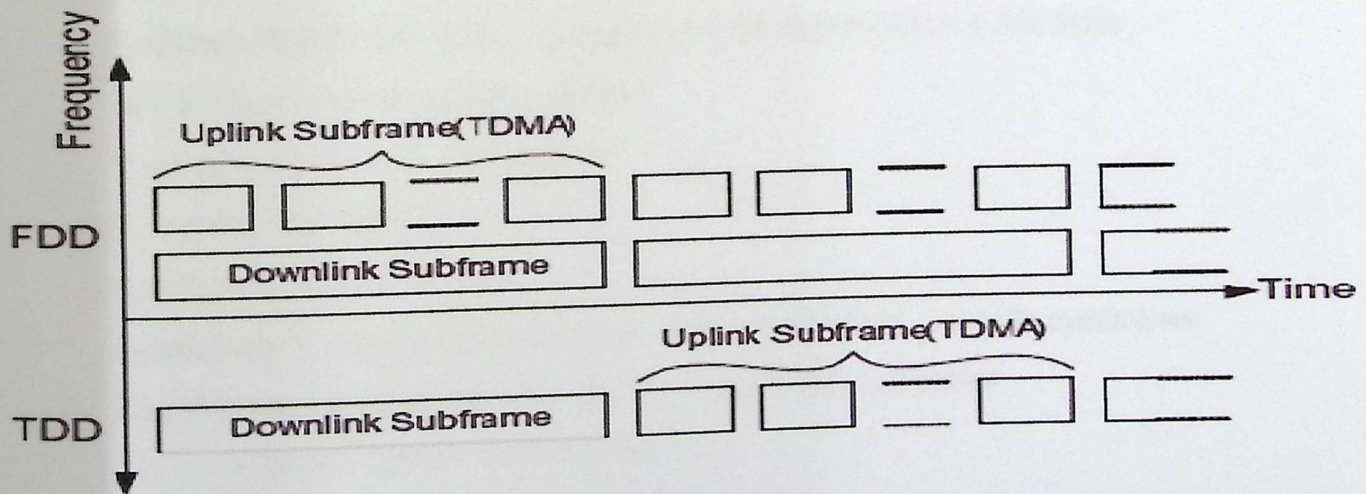 Frequency
Uplink Subframe(TDMA)
FDD
Downlink Subframe
Time
Uplink Subframe(TDMA)
TDD
Downlink Subframe